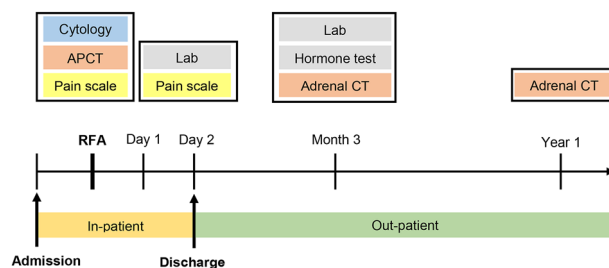 Cytology
APCT
Pain scale
Lab
Pain scale
Lab
Hormone test
Adrenal CT
Adrenal CT
RFA
Day 1
Day 2
Month 3
Year 1
In-patient
Out-patient
Admission
Discharge